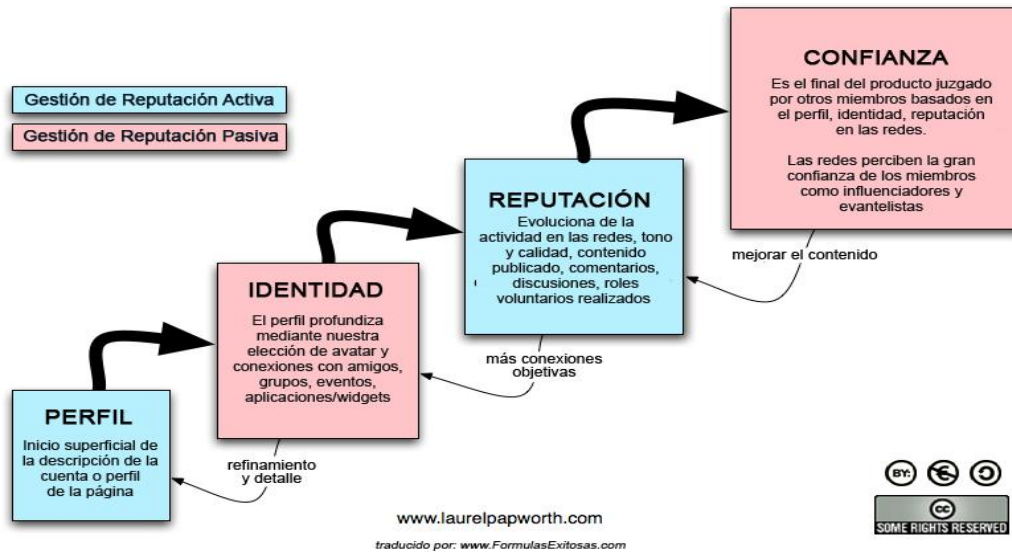 Gestión de Reputación Activa
Gestión de Reputación Pasiva
CONFIANZA
Es el final del producto juzgado
por otros miembros basados en
el perfil, identidad, reputación
en las redes.
Las redes perciben la gran
confianza de los miembros
como influenciadores y
evantelistas
mejorar el contenido
REPUTACIÓN
Evoluciona de la
actividad en las redes, tono
y calidad, contenido
publicado, comentarios,
discusiones, roles
voluntarios realizados
más conexiones
objetivas
IDENTIDAD
El perfil profundiza
mediante nuestra
elección de avatar y
conexiones con amigos,
grupos, eventos,
aplicaciones/widgets
refinamiento
y detalle
PERFIL
Inicio superficial de
la descripción de la
cuenta o perfil
de la página
www.laurelpapworth.com
traducido por: www.FormulasExitosas.com
BY:
cc
SOME RIGHTS RESERVED